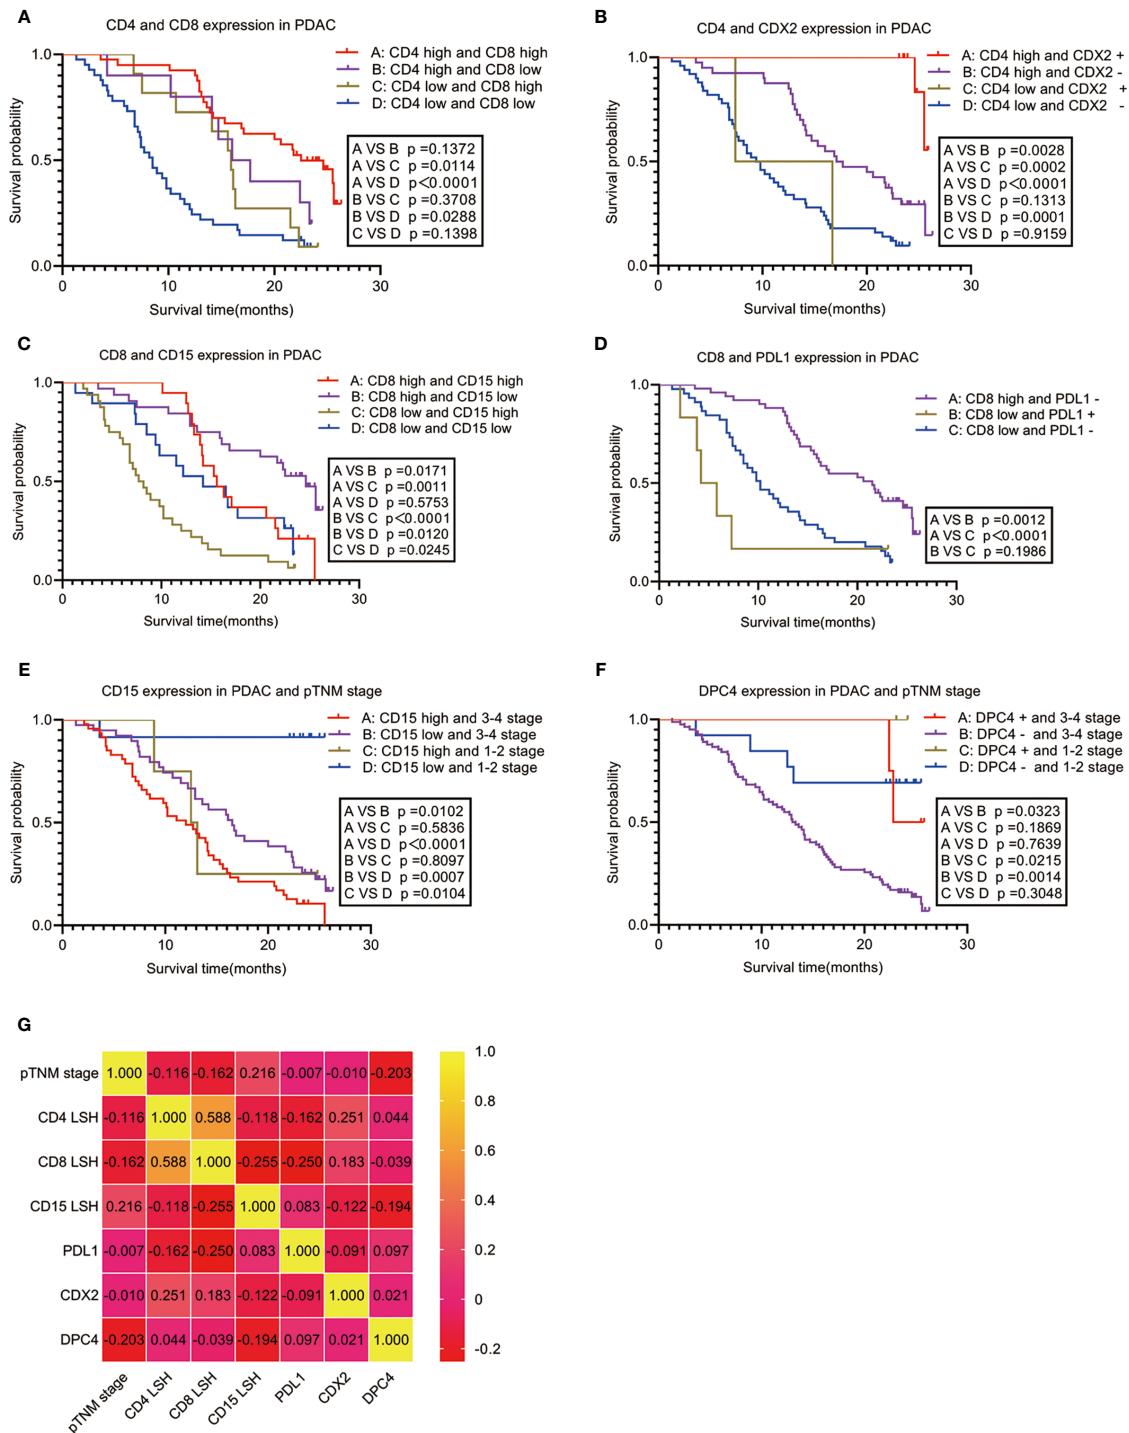 A
CD4 and CD8 expression in PDAC
Survival probability
1.0
0.5
0.0
0 10 20 30
Survival time(months)
A: CD4 high and CD8 high
B: CD4 high and CD8 low
C: CD4 low and CD8 high
D: CD4 low and CD8 low
A VS B p =0.1372
A VS C p =0.0114
A VS D p<0.0001
B VS C p =0.3708
B VS D p =0.0288
C VS D p =0.1398
B
CD4 and CDX2 expression in PDAC
Survival probability
1.0
0.5
0.0
0 10 20 30
Survival time(months)
A: CD4 high and CDX2 +
B: CD4 high and CDX2 -
C: CD4 low and CDX2 +
D: CD4 low and CDX2 -
A VS B p =0.0028
A VS C p =0.0002
A VS D p<0.0001
B VS C p =0.1313
B VS D p =0.0001
C VS D p =0.9159
C
CD8 and CD15 expression in PDAC
Survival probability
1.0
0.5
0.0
0 10 20 30
Survival time(months)
A: CD8 high and CD15 high
B: CD8 high and CD15 low
C: CD8 low and CD15 high
D: CD8 low and CD15 low
A VS B p =0.0171
A VS C p =0.0011
A VS D p =0.5753
B VS C p<0.0001
B VS D p =0.0120
C VS D p =0.0245
D
CD8 and PDL1 expression in PDAC
Survival probability
1.0
0.5
0.0
0 10 20 30
Survival time(months)
A: CD8 high and PDL1 -
B: CD8 low and PDL1 +
C: CD8 low and PDL1 -
A VS B p =0.0012
A VS C p<0.0001
B VS C p =0.1986
E
CD15 expression in PDAC and pTNM stage
Survival probability
1.0
0.5
0.0
0 10 20 30
Survival time(months)
A: CD15 high and 3-4 stage
B: CD15 low and 3-4 stage
C: CD15 high and 1-2 stage
D: CD15 low and 1-2 stage
A VS B p =0.0102
A VS C p =0.5836
A VS D p<0.0001
B VS C p =0.8097
B VS D p =0.0007
C VS D p =0.0104
F
DPC4 expression in PDAC and pTNM stage
Survival probability
1.0
0.5
0.0
0 10 20 30
Survival time(months)
A: DPC4 + and 3-4 stage
B: DPC4 - and 3-4 stage
C: DPC4 + and 1-2 stage
D: DPC4 - and 1-2 stage
A VS B p =0.0323
A VS C p =0.1869
A VS D p =0.7639
B VS C p =0.0215
B VS D p =0.0014
C VS D p =0.3048
G
pTNM stage 1.000 -0.116 -0.162 0.216 -0.007 -0.010 -0.203
CD4 LSH -0.116 1.000 0.588 -0.118 -0.162 0.251 0.044
CD8 LSH -0.162 0.588 1.000 -0.255 -0.250 0.183 -0.039
CD15 LSH 0.216 -0.118 -0.255 1.000 0.083 -0.122 -0.194
PDL1 -0.007 -0.162 -0.250 0.083 1.000 -0.091 0.097
CDX2 -0.010 0.251 0.183 -0.122 -0.091 1.000 0.021
DPC4 -0.203 0.044 -0.039 -0.194 0.097 0.021 1.000
pTNM stage CD4 LSH CD8 LSH CD15 LSH PDL1 CDX2 DPC4
1.0
0.8
0.6
0.4
0.2
0
-0.2